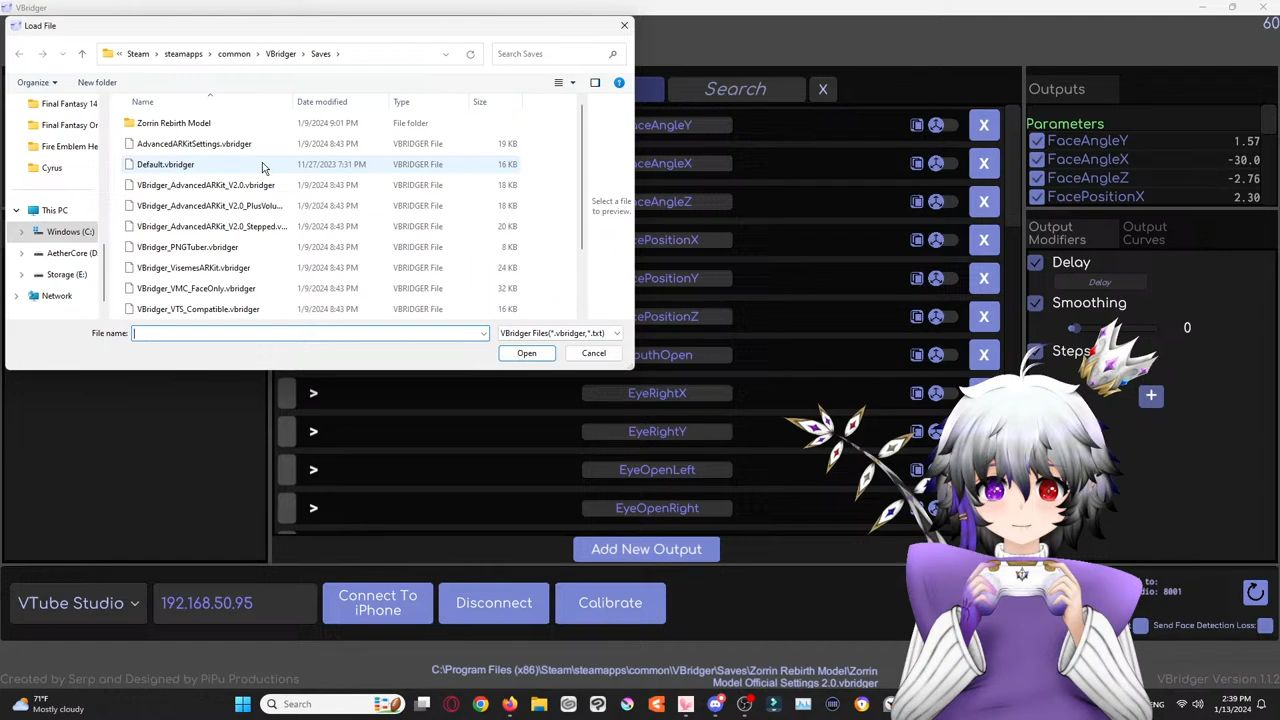 VBridger
60
Load File
Steam > steamapps > common > VBridger > Saves >
Search Saves
Organize
New folder
Name
Date modified
Type
Size
Final Fantasy 14
Final Fantasy Or
Fire Emblem He
Cyrus
This PC
Windows (C:)
AetherCore (D
Storage (E:)
Network
Zorrin Rebirth Model 1/9/2024 9:01 PM File folder
AdvancedARKitSettings.vbridger 1/9/2024 8:43 PM VBRIDGER File 19 KB
Default.vbridger 11/27/2023 7:31 PM VBRIDGER File 16 KB
VBridger_AdvancedARKit_V2.0.vbridger 1/9/2024 8:43 PM VBRIDGER File 18 KB
VBridger_AdvancedARKit_V2.0_PlusVolu... 1/9/2024 8:43 PM VBRIDGER File 18 KB
VBridger_AdvancedARKit_V2.0_Stepped.v... 1/9/2024 8:43 PM VBRIDGER File 20 KB
VBridger_PNGTuber.vbridger 1/9/2024 8:43 PM VBRIDGER File 8 KB
VBridger_VisemesARKit.vbridger 1/9/2024 8:43 PM VBRIDGER File 24 KB
VBridger_VMC_FaceOnly.vbridger 1/9/2024 8:43 PM VBRIDGER File 32 KB
VBridger_VTS_Compatible.vbridger 1/9/2024 8:43 PM VBRIDGER File 16 KB
Select a file
to preview.
File name:
VBridger Files(*.vbridger,*.txt)
Open
Cancel
Search
X
FaceAngleY X
FaceAngleX X
FaceAngleZ X
FacePositionX X
cePositionY X
cePositionZ X
outhOpen X
> EyeRightX
> EyeRightY
> EyeOpenLeft
> EyeOpenRight
Add New Output
Outputs
Parameters
FaceAngleY 1.57
FaceAngleX -30.0
FaceAngleZ -2.76
FacePositionX 2.30
Output
Modifiers
Output
Curves
Delay
Delay
Smoothing
0
Steps
+
VTube Studio
192.168.50.95
Connect To
iPhone
Disconnect
Calibrate
to:
dio: 8001
Send Face Detection Loss:
C:\Program Files (x86)\Steam\steamapps\common\VBridger\Saves\Zorrin Rebirth Model\Zorrin
Model Official Settings 2.0.vbridger
Created by Serp and Designed by PiPu Productions
VBridger Version 1.1.2
71°F
Mostly cloudy
Search
ENG
2:39 PM
1/13/2024